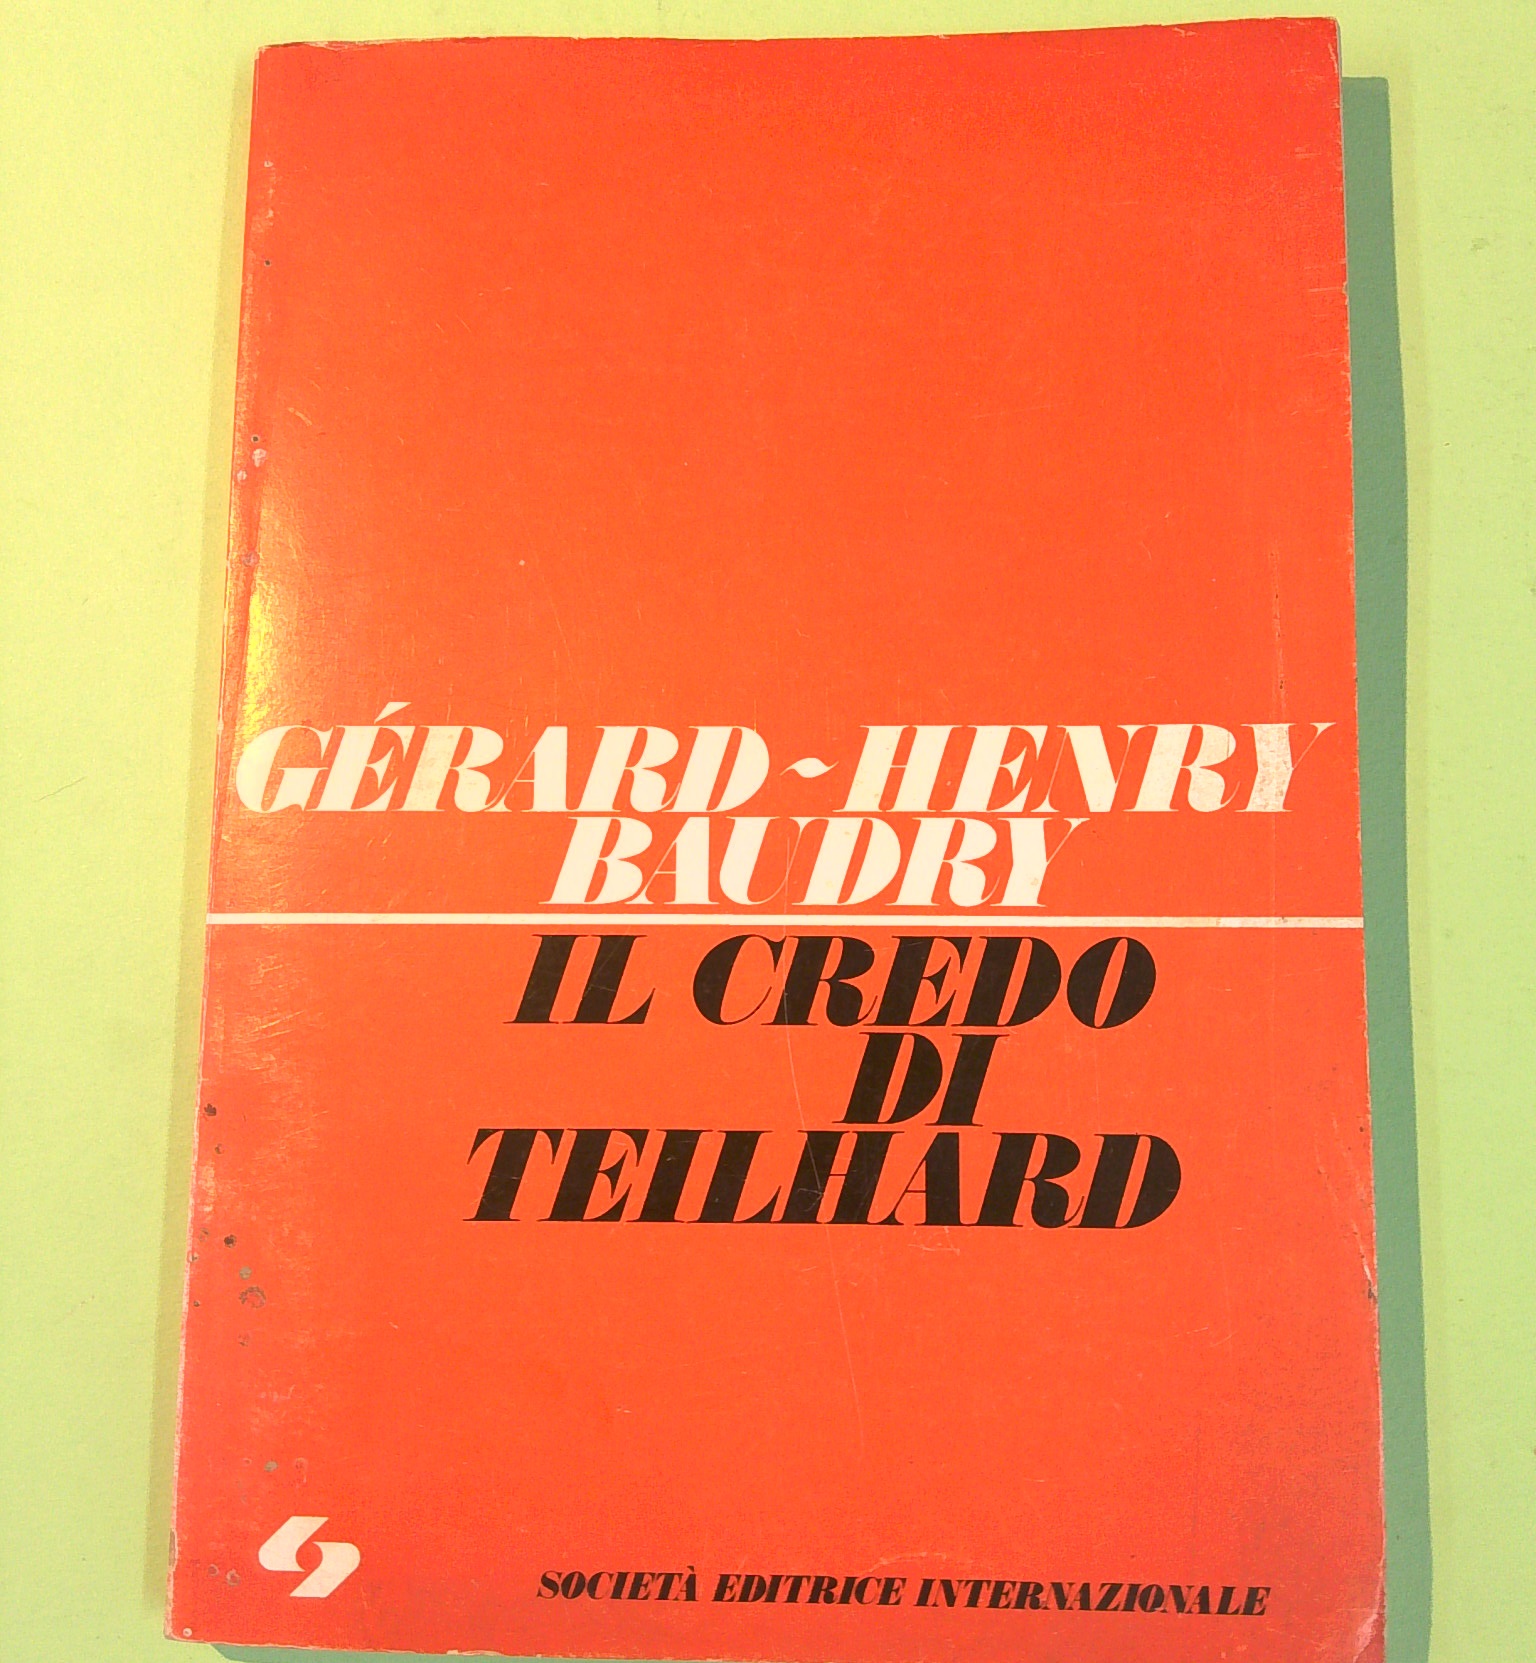 GÉRARD-HENRY
BAUDRY
IL CREDO
DI
TEILHARD
SOCIETÀ EDITRICE INTERNAZIONALE